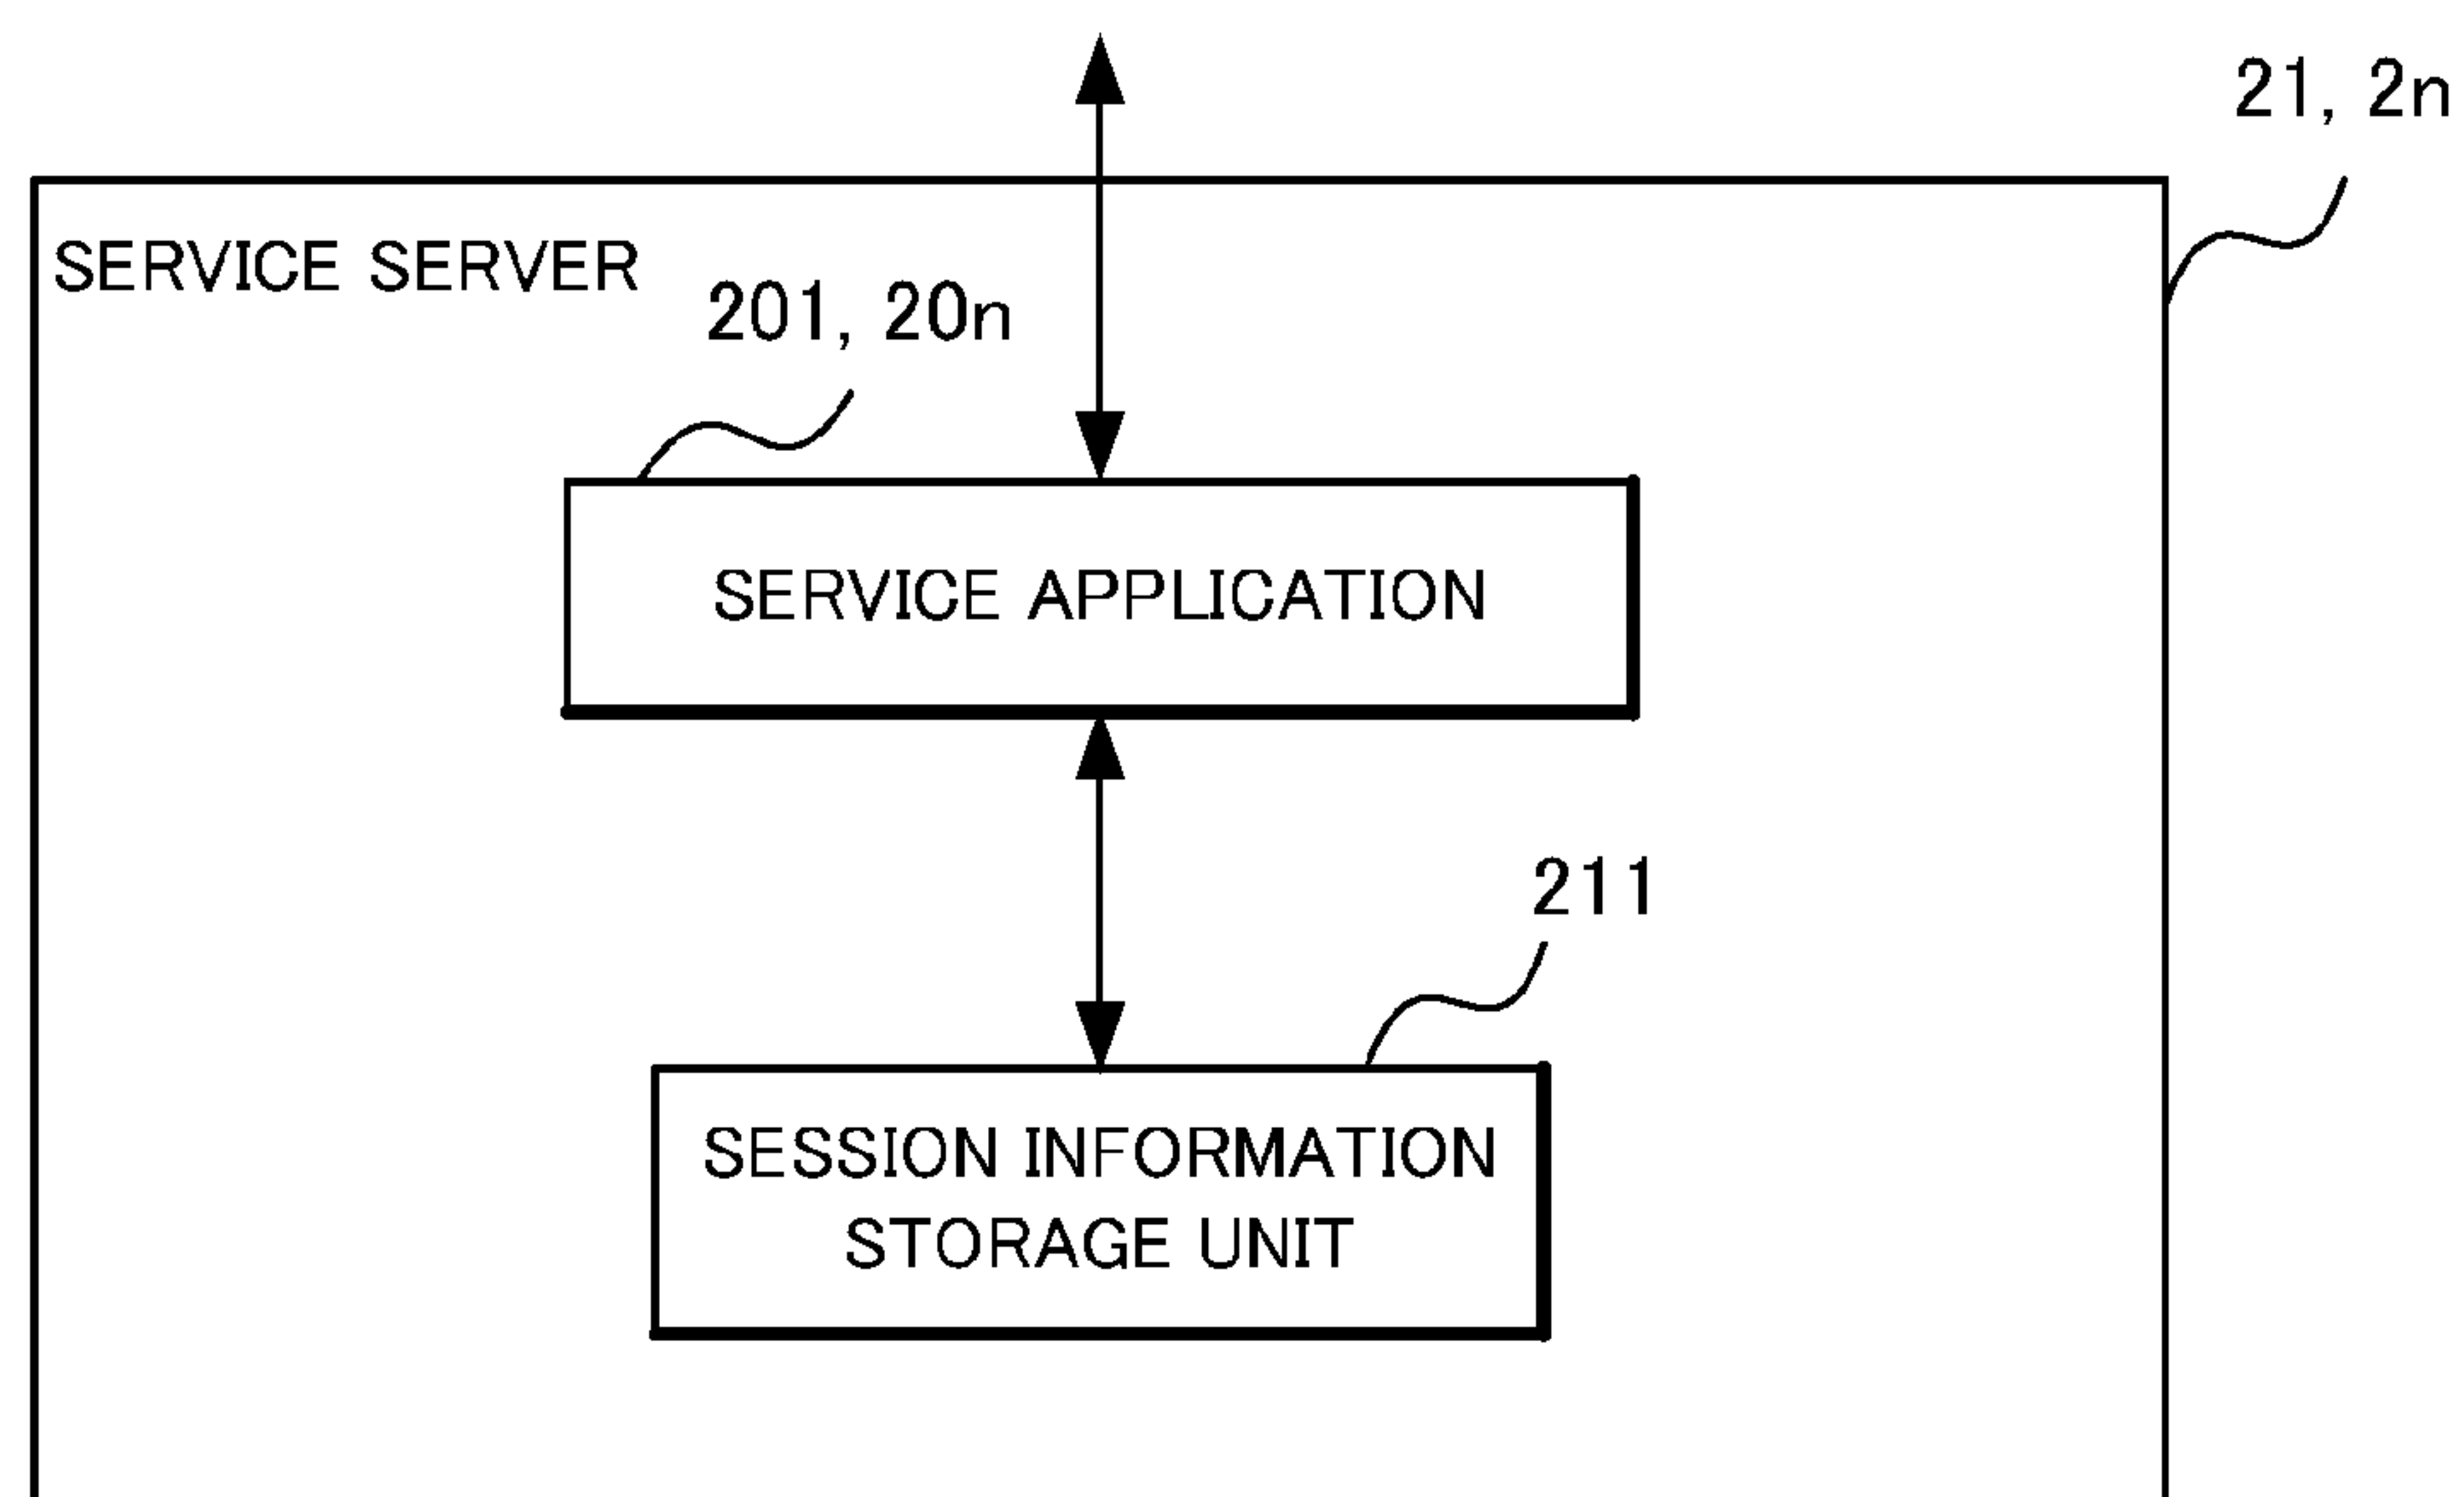 21, 2n
SERVICE SERVER
201, 20n
SERVICE APPLICATION
211
SESSION INFORMATION
STORAGE UNIT